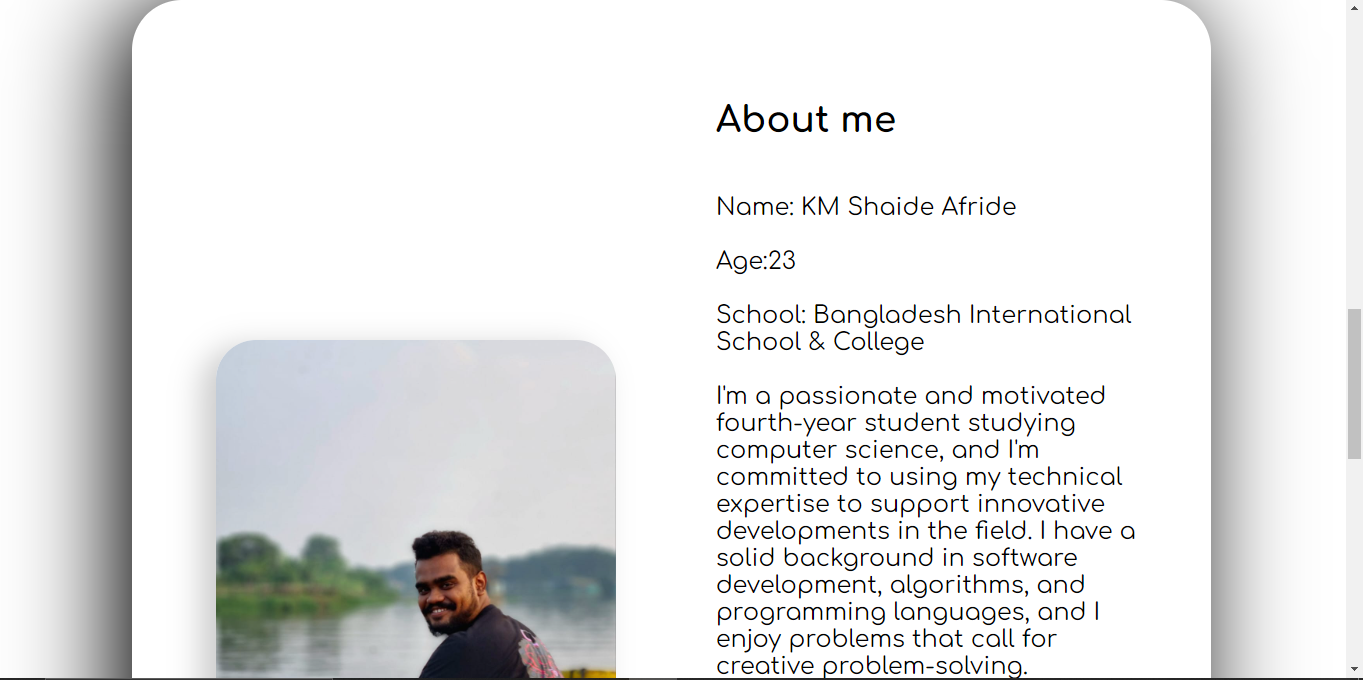 About me
Name: KM Shaide Afride
Age:23
School: Bangladesh International
School & College
I'm a passionate and motivated
fourth-year student studying
computer science, and I'm
committed to using my technical
expertise to support innovative
developments in the field. I have a
solid background in software
development, algorithms, and
programming languages, and I
enjoy problems that call for
creative problem-solving.